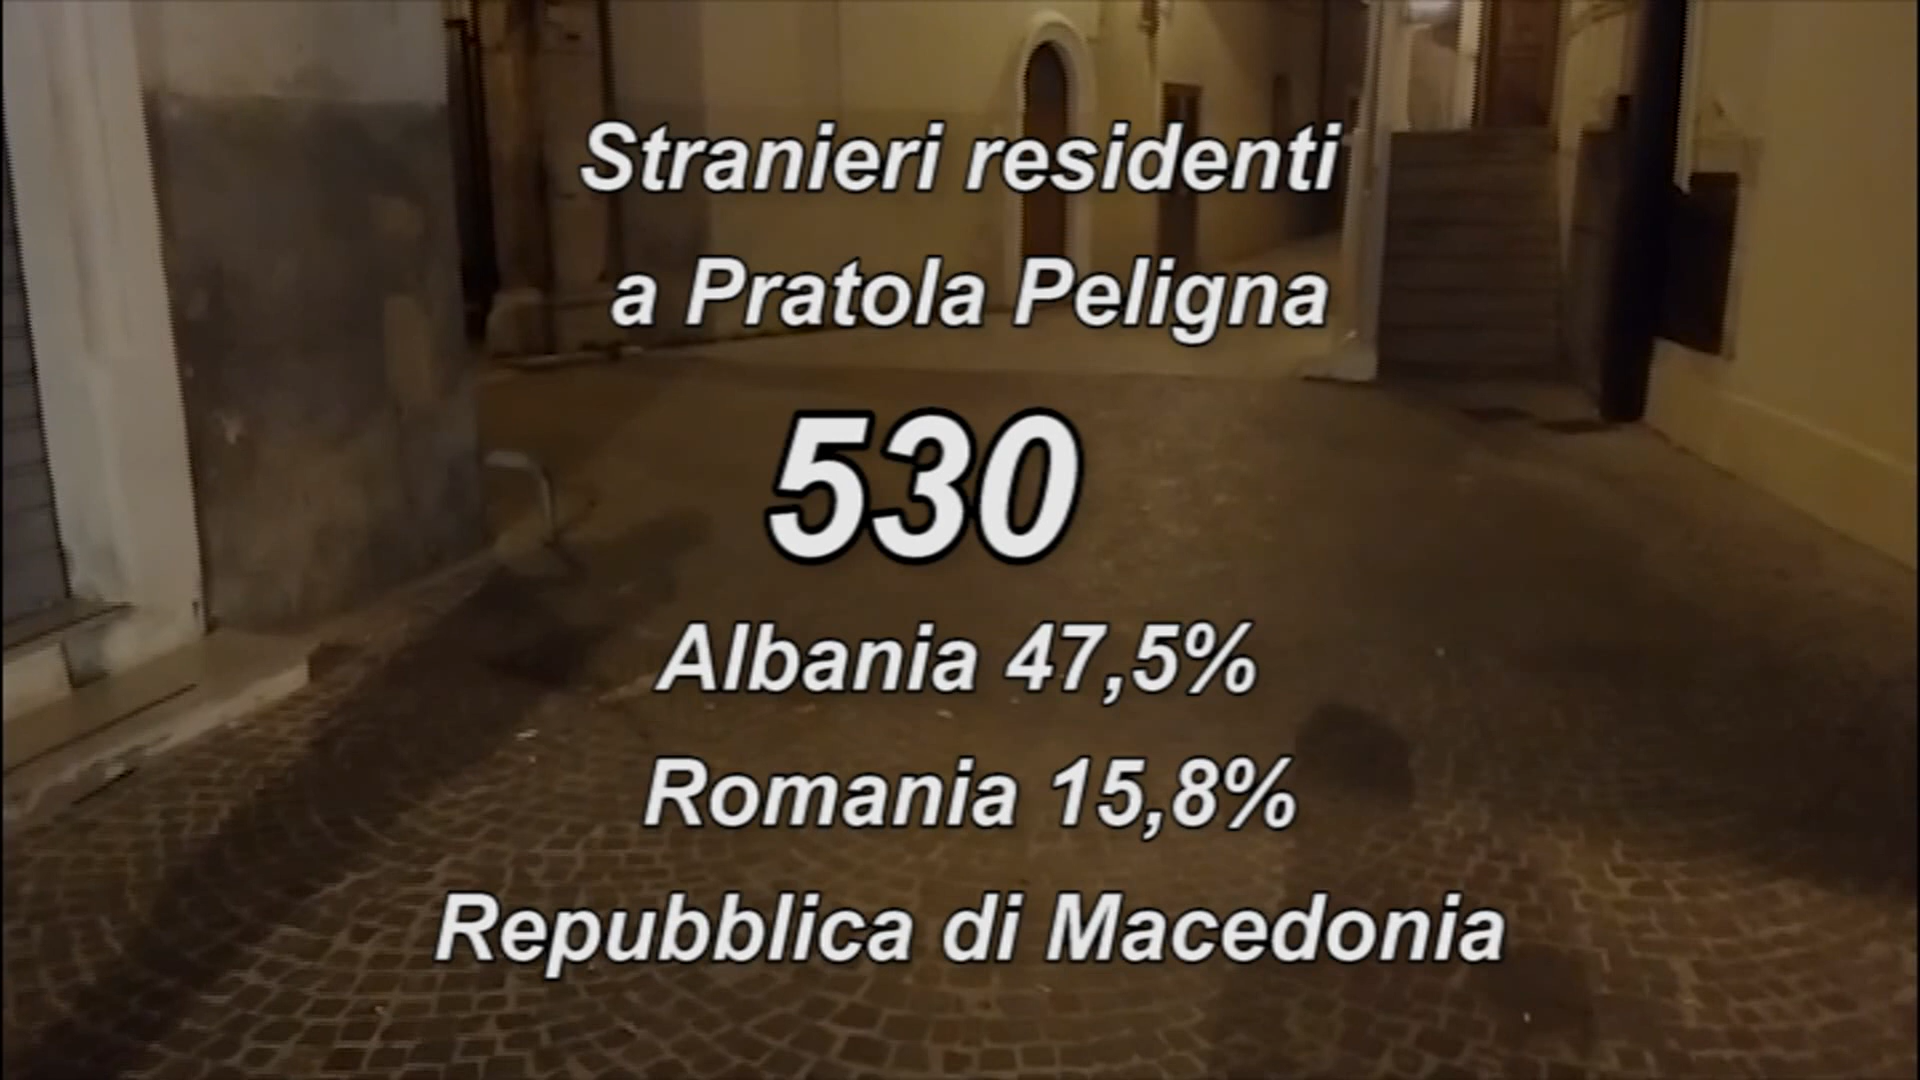 Stranieri residenti
a Pratola Peligna
530
Albania 47,5%
Romania 15,8%
Repubblica di Macedonia